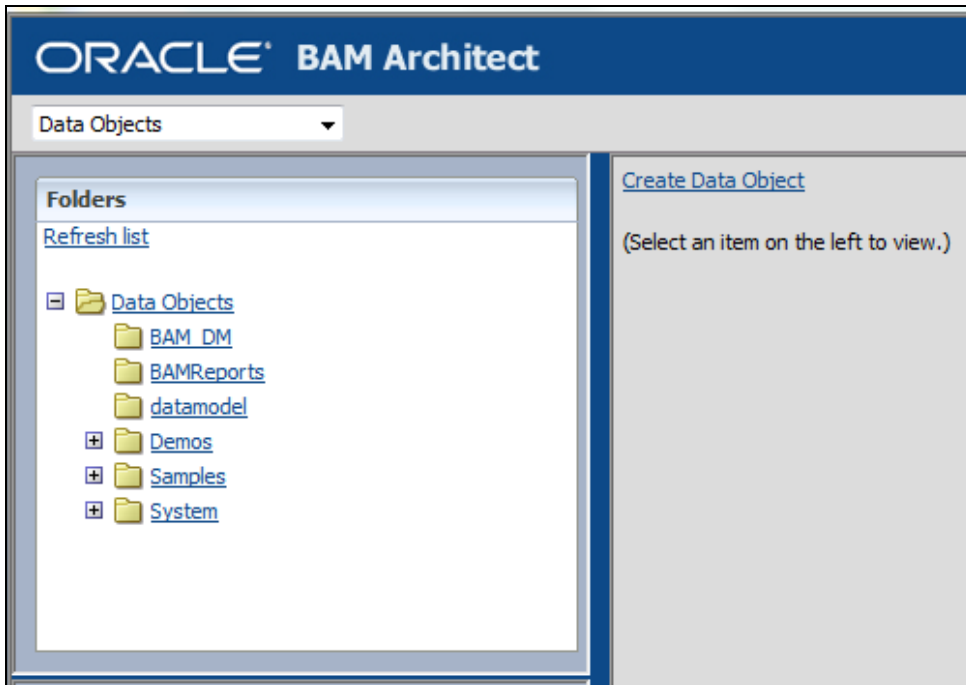 ORACLE BAM Architect
Data Objects
Folders
Refresh list
Data Objects
BAM_DM
BAMReports
datamodel
Demos
Samples
System
Create Data Object
(Select an item on the left to view.)